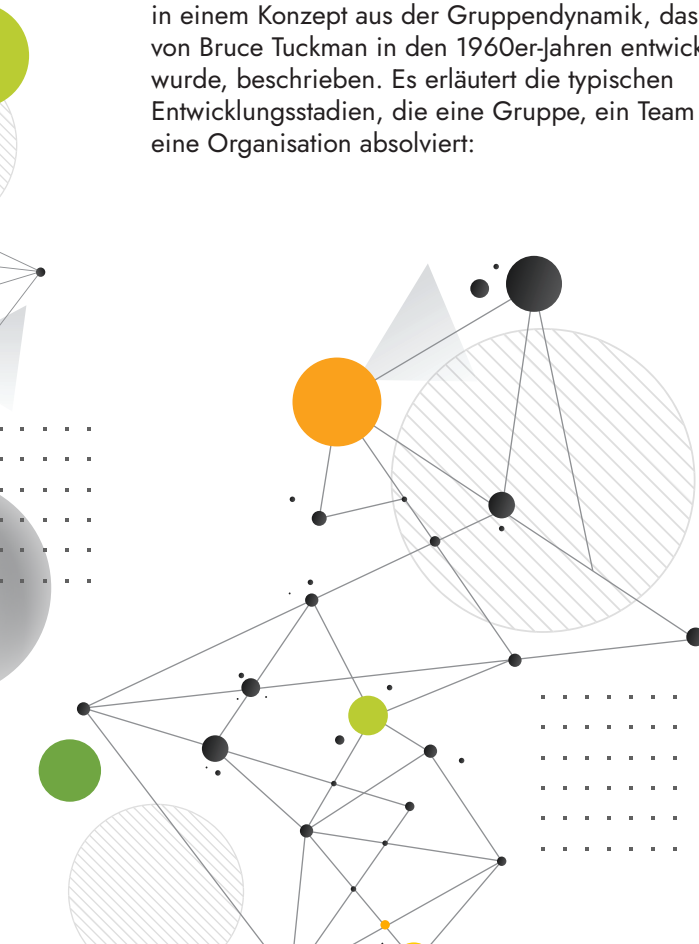 in einem Konzept aus der Gruppendynamik, das
von Bruce Tuckman in den 1960er-Jahren
wurde, beschrieben. Es erläutert die typischen
Entwicklungsstadien, die eine Gruppe, ein Team
eine Organisation absolviert: